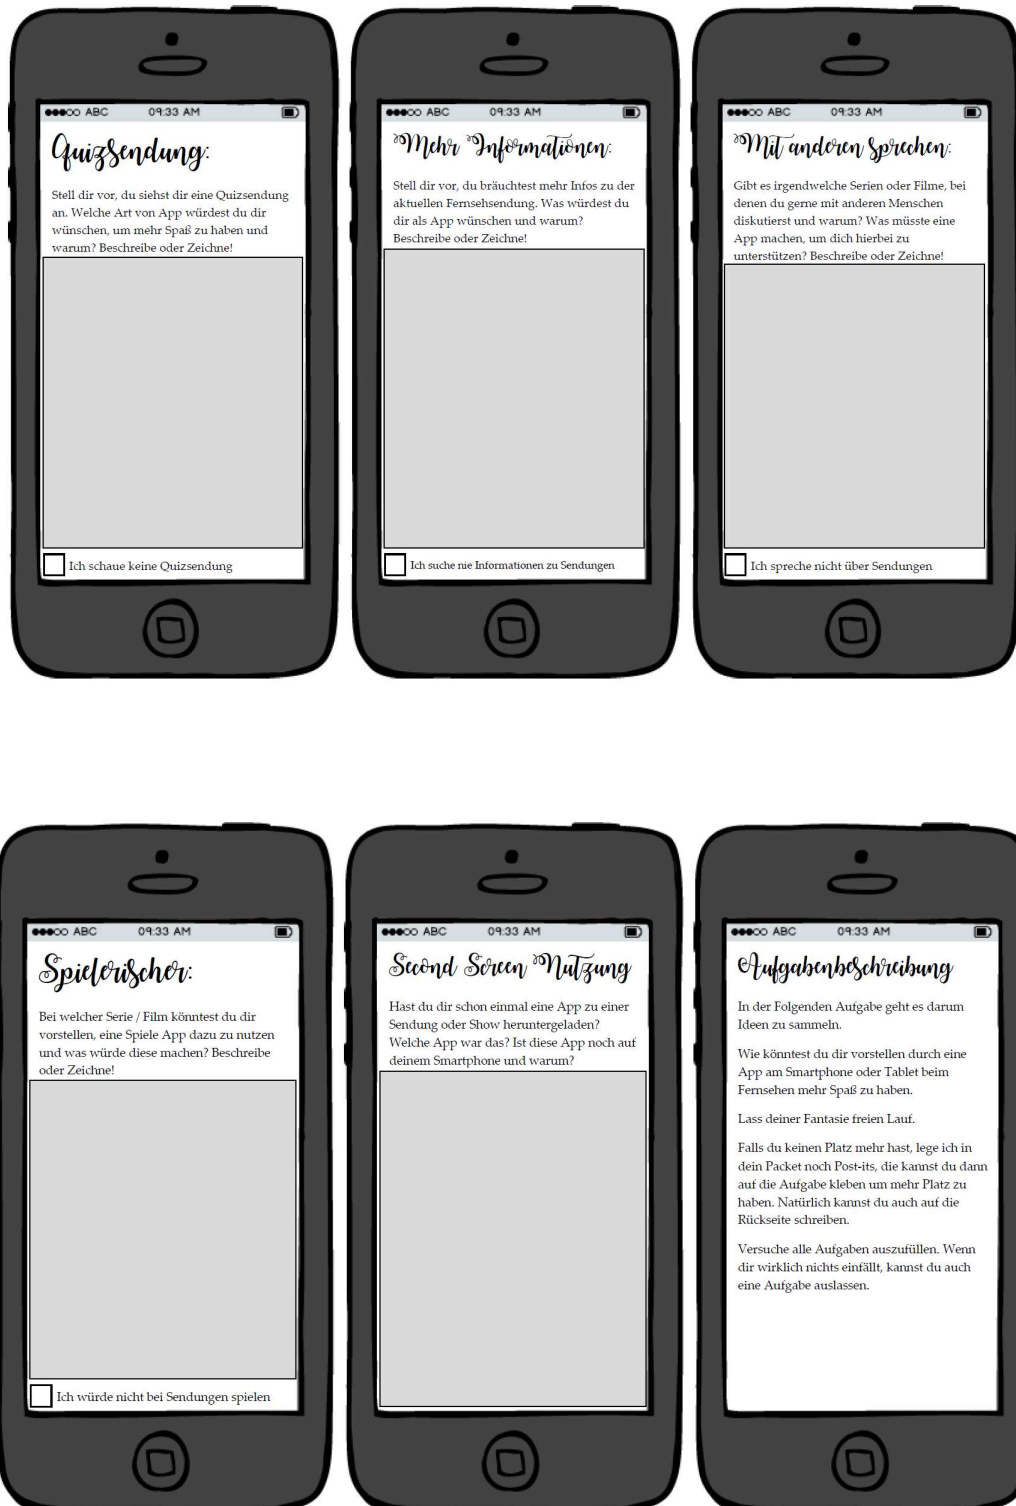 ABC 09:33 AM
Quizsendung:
Stell dir vor, du siehst dir eine Quizsendung
an. Welche Art von App würdest du dir
wünschen, um mehr Spaß zu haben und
warum? Beschreibe oder Zeichne!
Ich schaue keine Quizsendung
ABC 09:33 AM
Mehr Informationen:
Stell dir vor, du bräuchtest mehr Infos zu der
aktuellen Fernsehsendung. Was würdest du
dir als App wünschen und warum?
Beschreibe oder Zeichne!
Ich suche nie Informationen zu Sendungen
ABC 09:33 AM
Mit anderen sprechen:
Gibt es irgendwelche Serien oder Filme, bei
denen du gerne mit anderen Menschen
diskutierst und warum? Was müsste eine
App machen, um dich hierbei zu
unterstützen? Beschreibe oder Zeichne!
Ich spreche nicht über Sendungen
ABC 09:33 AM
Spielerischer:
Bei welcher Serie / Film könntest du dir
vorstellen, eine Spiele App dazu zu nutzen
und was würde diese machen? Beschreibe
oder Zeichne!
Ich würde nicht bei Sendungen spielen
ABC 09:33 AM
Second Screen Nutzung
Hast du dir schon einmal eine App zu einer
Sendung oder Show heruntergeladen?
Welche App war das? Ist diese App noch auf
deinem Smartphone und warum?
ABC 09:33 AM
Aufgabenbeschreibung
In der Folgenden Aufgabe geht es darum
Ideen zu sammeln.
Wie könntest du dir vorstellen durch eine
App am Smartphone oder Tablet beim
Fernsehen mehr Spaß zu haben.
Lass deiner Fantasie freien Lauf.
Falls du keinen Platz mehr hast, lege ich in
dein Packet noch Post-its, die kannst du dann
auf die Aufgabe kleben um mehr Platz zu
haben. Natürlich kannst du auch auf die
Rückseite schreiben.
Versuche alle Aufgaben auszufüllen. Wenn
dir wirklich nichts einfällt, kannst du auch
eine Aufgabe auslassen.